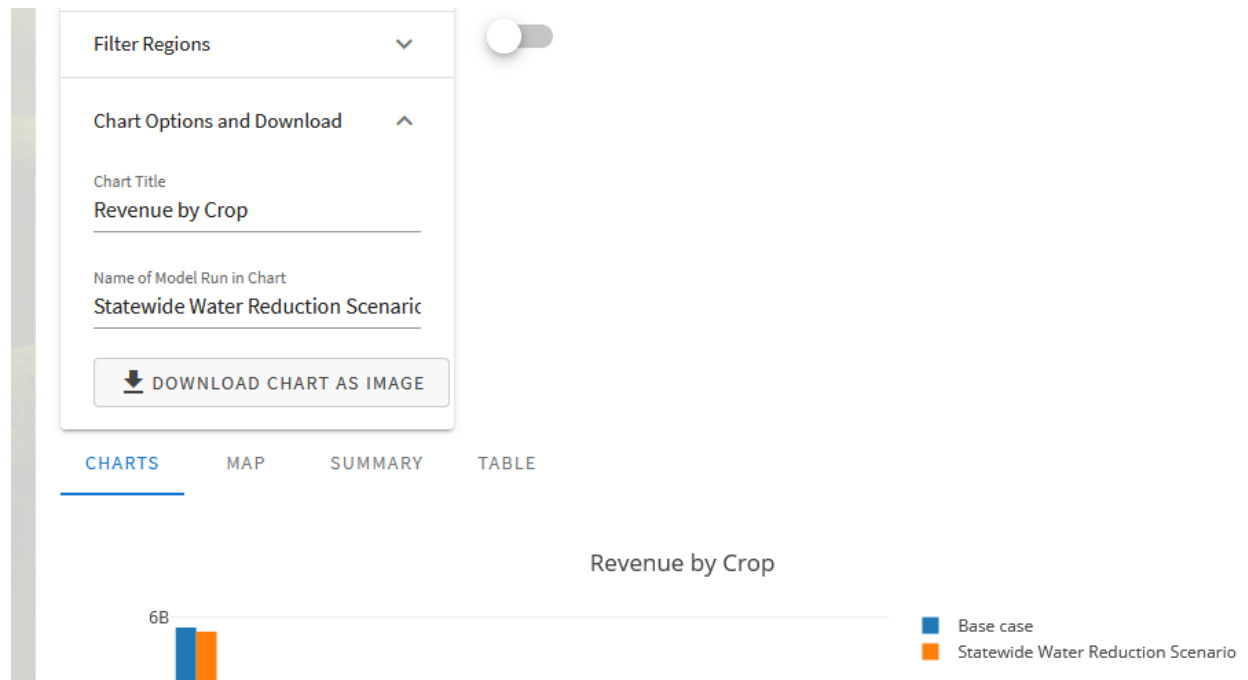 Filter Regions
Chart Options and Download
Chart Title
Revenue by Crop
Name of Model Run in Chart
Statewide Water Reduction Scenaric
DOWNLOAD CHART AS IMAGE
CHARTS MAP SUMMARY TABLE
Revenue by Crop
6B
Base case
Statewide Water Reduction Scenario